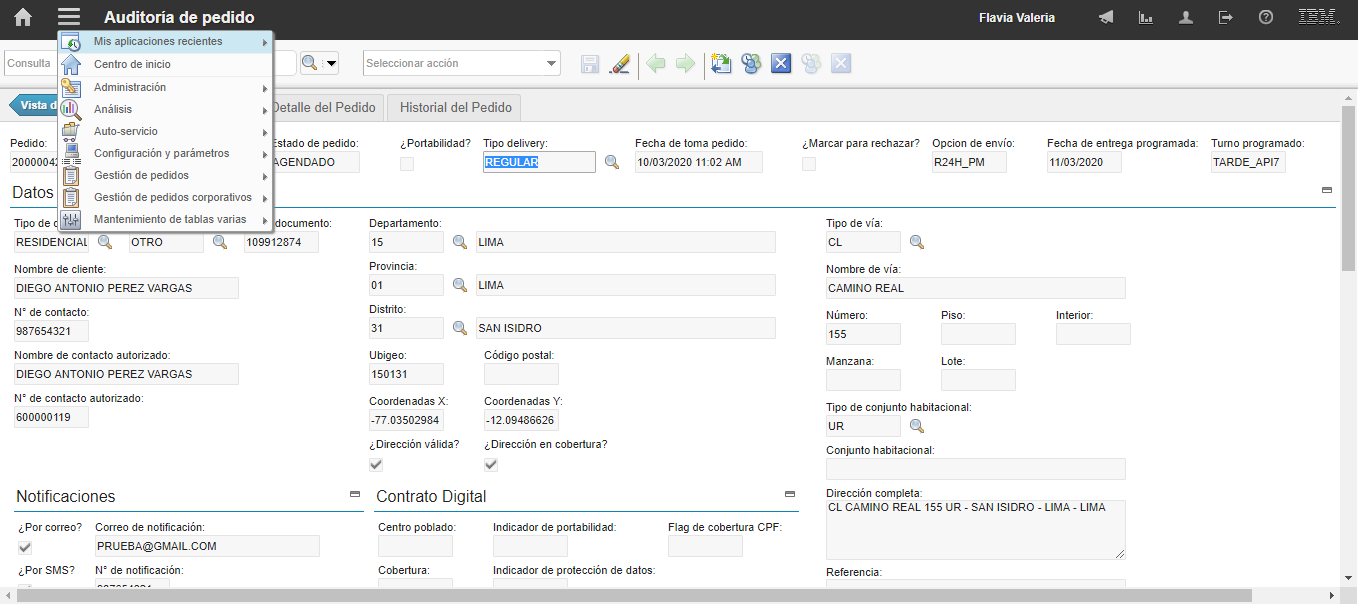 Auditoría de pedido
Flavia Valeria
IBM.
Mis aplicaciones recientes
Centro de inicio
Administración
Análisis
Auto-servicio
Configuración y parámetros
Gestión de pedidos
Gestión de pedidos corporativos
Mantenimiento de tablas varias
Consulta
Seleccionar acción
Vista d
Detalle del Pedido
Historial del Pedido
Pedido:
Estado de pedido:
¿Portabilidad?
Tipo delivery:
Fecha de toma pedido:
¿Marcar para rechazar?
Opcion de envío:
Fecha de entrega programada:
Turno programado:
AGENDADO
REGULAR
10/03/2020 11:02 AM
R24H_PM
11/03/2020
TARDE_API7
Datos
Tipo de
documento:
RESIDENCIAL
OTRO
109912874
Nombre de cliente:
DIEGO ANTONIO PEREZ VARGAS
N° de contacto:
987654321
Nombre de contacto autorizado:
DIEGO ANTONIO PEREZ VARGAS
N° de contacto autorizado:
600000119
Departamento:
15
LIMA
Provincia:
01
LIMA
Distrito:
31
SAN ISIDRO
Ubigeo:
Código postal:
150131
Coordenadas X:
Coordenadas Y:
-77.03502984
-12.09486626
¿Dirección válida?
¿Dirección en cobertura?
Tipo de vía:
CL
Nombre de vía:
CAMINO REAL
Número:
Piso:
Interior:
155
Manzana:
Lote:
Tipo de conjunto habitacional:
UR
Conjunto habitacional:
Dirección completa:
CL CAMINO REAL 155 UR - SAN ISIDRO - LIMA - LIMA
Referencia:
Notificaciones
¿Por correo?
Correo de notificación:
PRUEBA@GMAIL.COM
¿Por SMS?
N° de notificación:
Contrato Digital
Centro poblado:
Indicador de portabilidad:
Flag de cobertura CPF:
Cobertura:
Indicador de protección de datos: